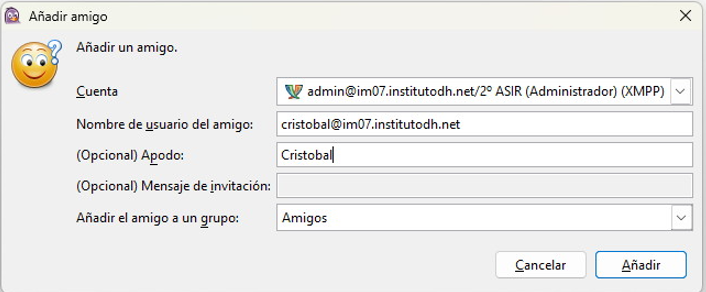 Añadir amigo
Añadir un amigo.
Cuenta
admin@im07.institutodh.net/2º ASIR (Administrador) (XMPP)
Nombre de usuario del amigo:
cristobal@im07.institutodh.net
(Opcional) Apodo:
Cristobal
(Opcional) Mensaje de invitación:
Añadir el amigo a un grupo:
Amigos
Cancelar
Añadir